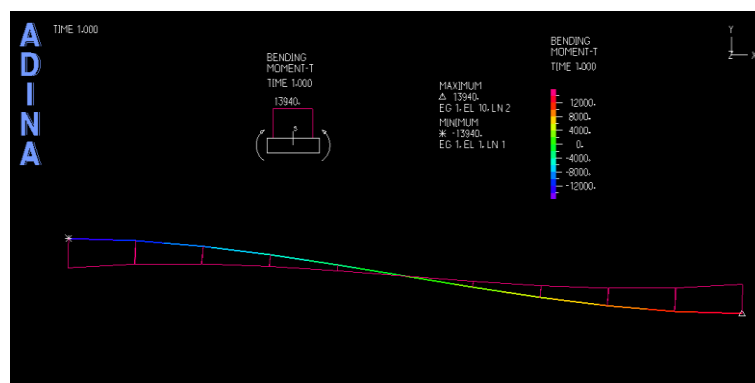 ADINA
TIME 1.000
BENDING
MOMENT-T
TIME 1.000
13940.
S
MAXIMUM
△ 13940.
EG 1, EL 10, LN 2
MINIMUM
* -13940.
EG 1, EL 1, LN 1
BENDING
MOMENT-T
TIME 1.000
12000.
8000.
4000.
0.
-4000.
-8000.
-12000.
Y
Z X